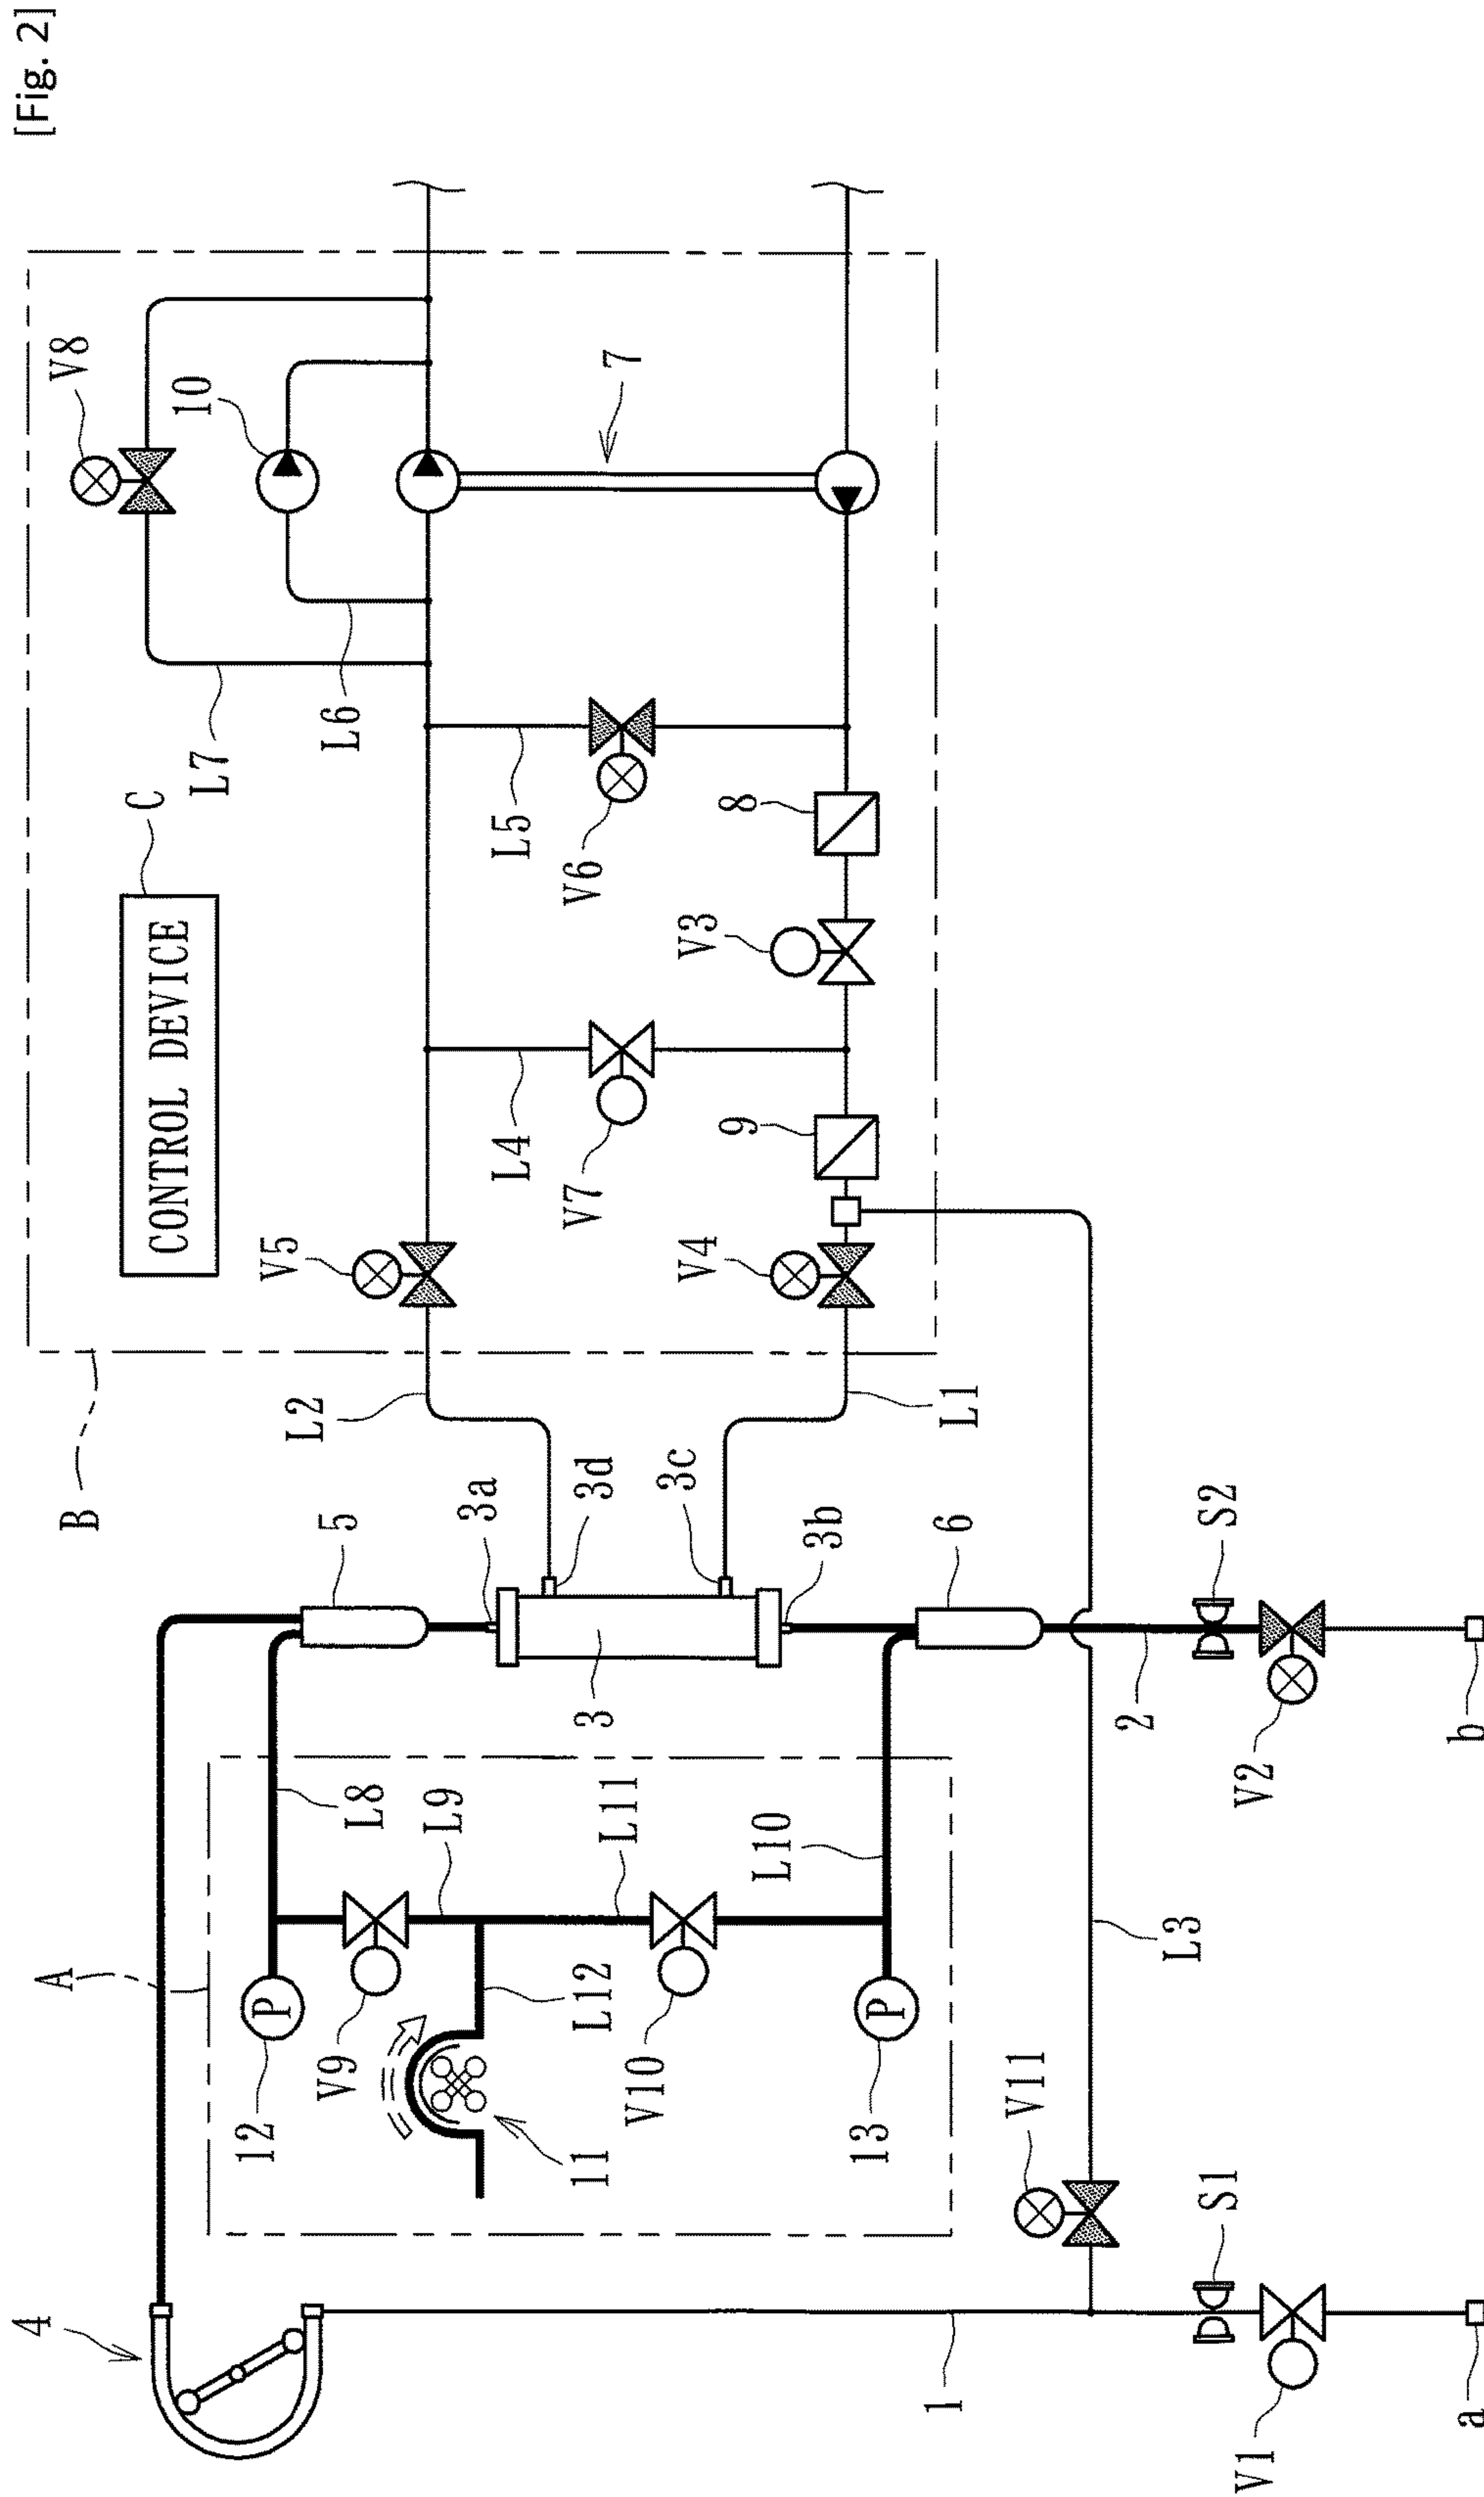 [Fig. 2]
V8
10
7
L7
L6
C
CONTROL DEVICE
L5
V6
8
V3
L4
V7
9
V5
V4
B
L2
L1
5
3a
3d
3c
3b
6
S2
3
2
V2
b
A
L8
L9
L11
L10
L3
P
12
V9
L12
V10
P
13
11
V11
S1
4
1
V1
a